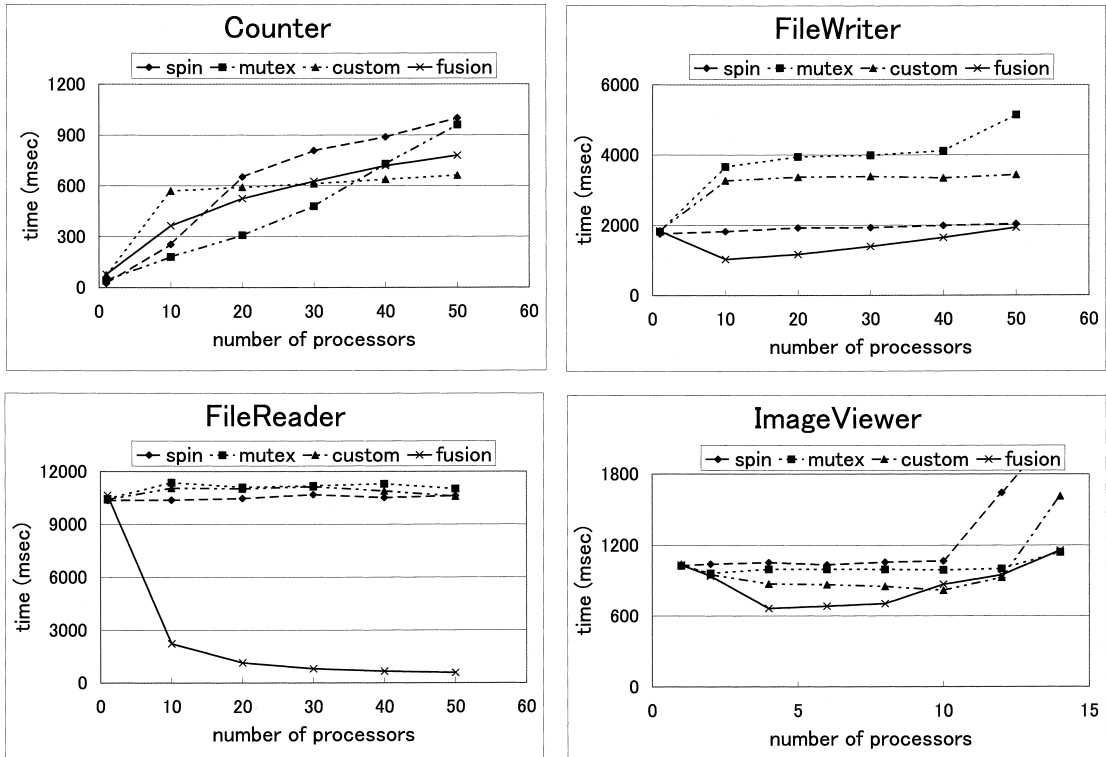 Counter
spin mutex custom fusion
1200
900
600
300
0
time (msec)
0 10 20 30 40 50 60
number of processors
FileWriter
spin mutex custom fusion
6000
4000
2000
0
time (msec)
0 10 20 30 40 50 60
number of processors
FileReader
spin mutex custom fusion
12000
9000
6000
3000
0
time (msec)
0 10 20 30 40 50 60
number of processors
ImageViewer
spin mutex custom fusion
1800
1200
600
0
time (msec)
0 5 10 15
number of processors